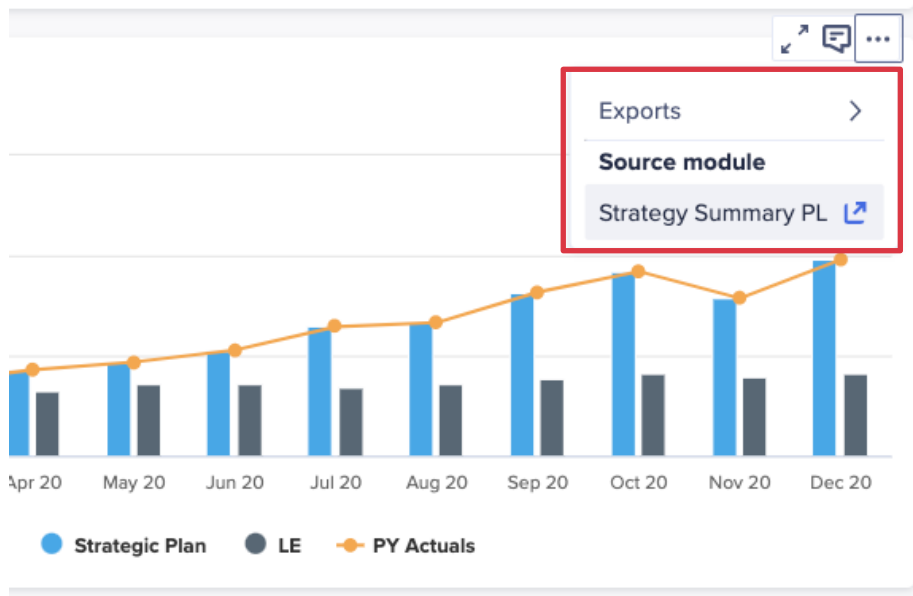 Exports
Source module
Strategy Summary PL
Apr 20 May 20 Jun 20 Jul 20 Aug 20 Sep 20 Oct 20 Nov 20 Dec 20
Strategic Plan LE PY Actuals